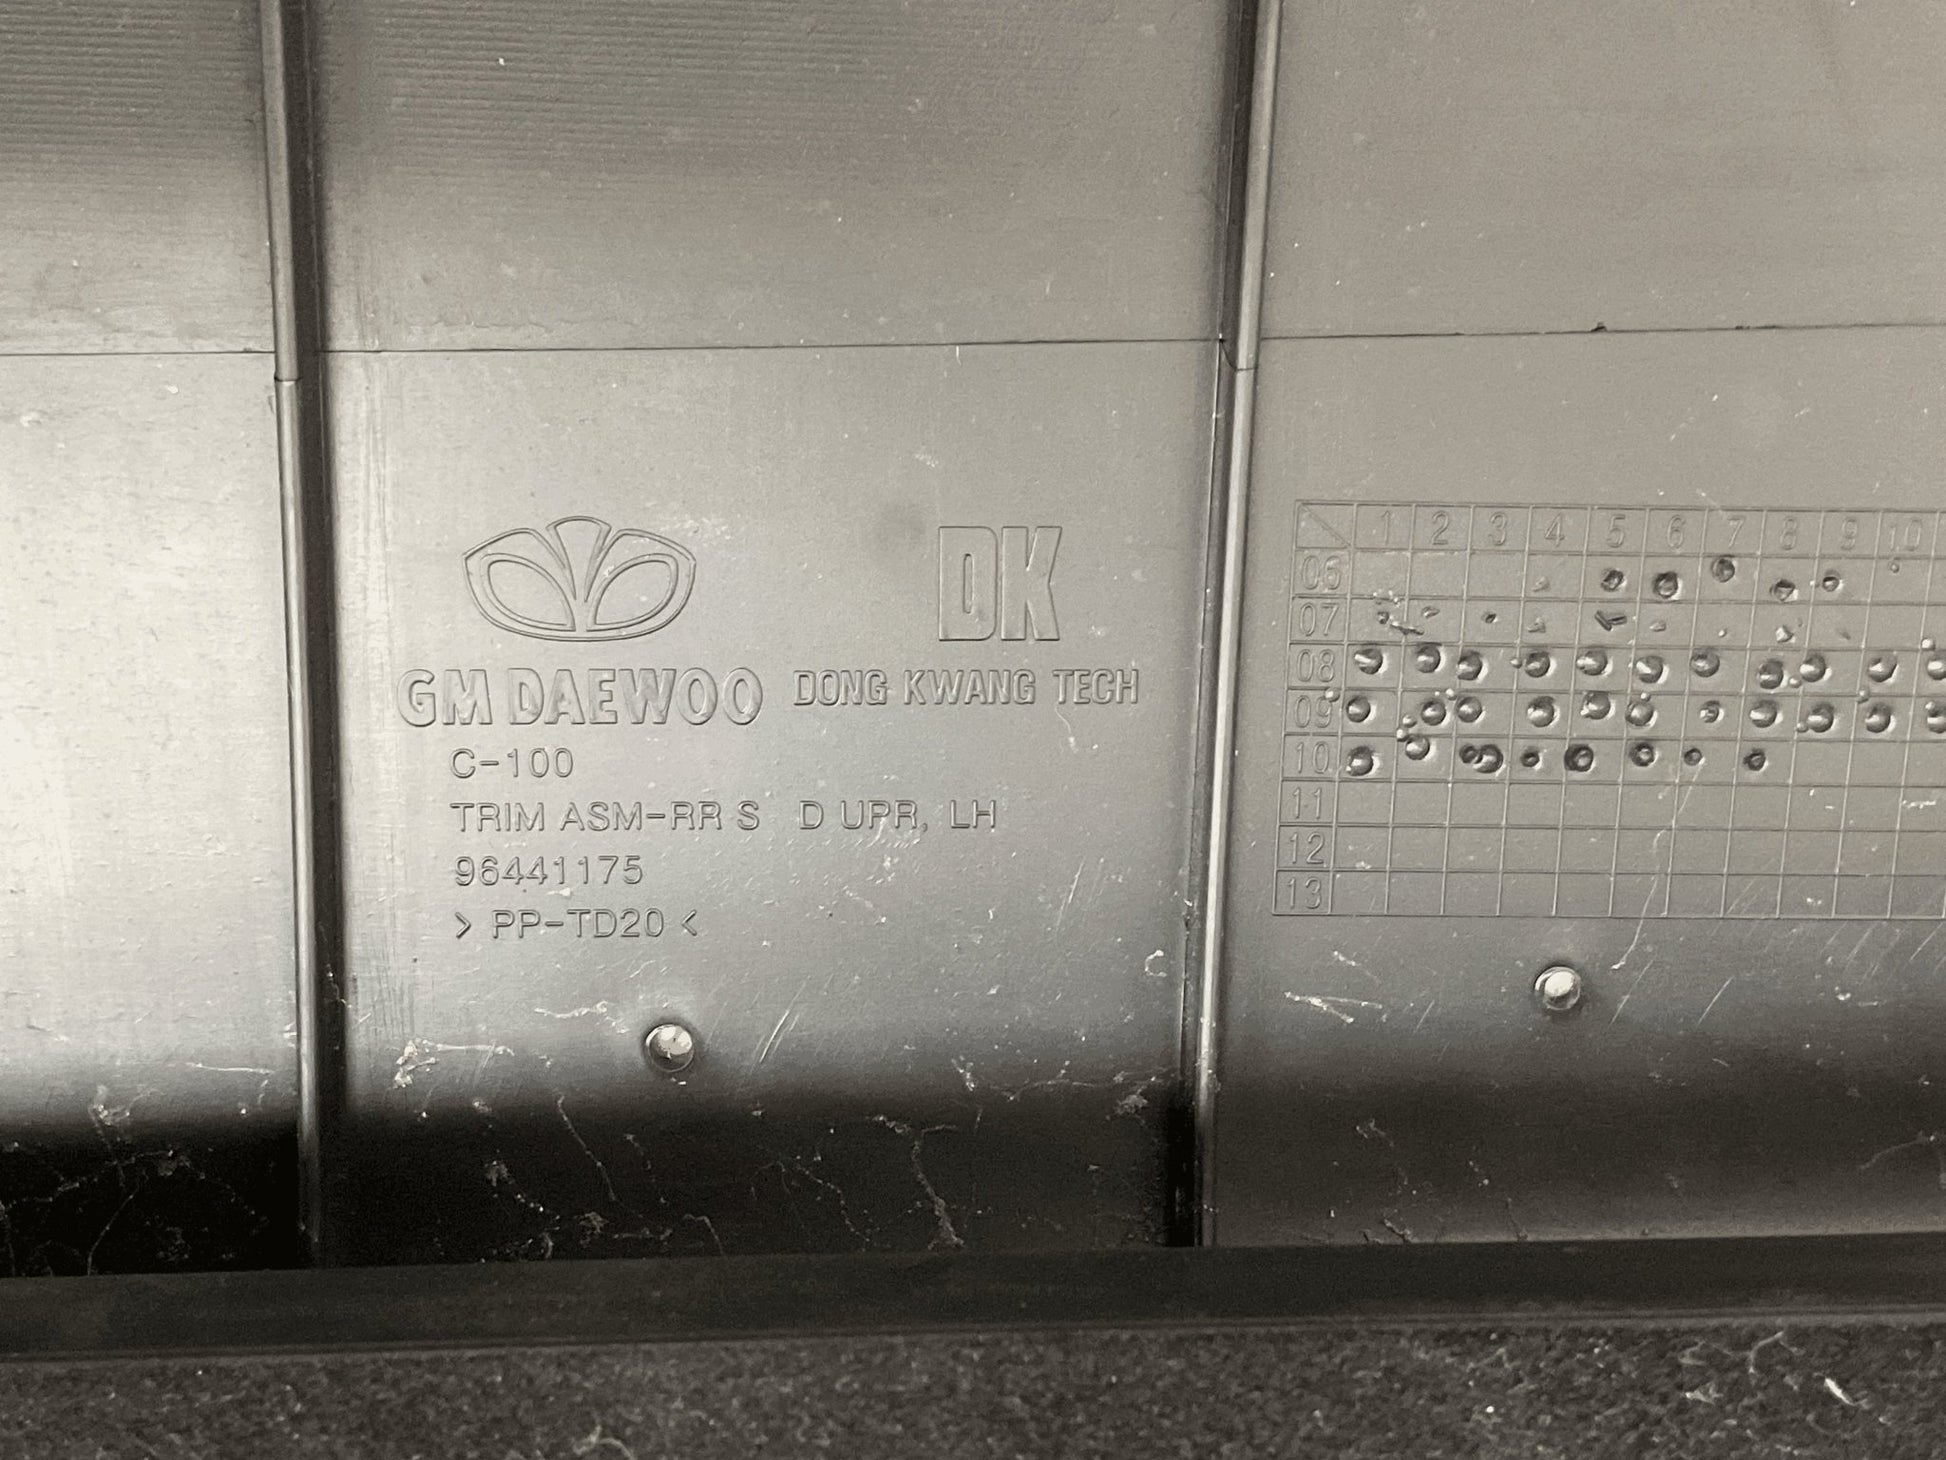 DK
GM DAEWOO DONG KWANG TECH
C-100
TRIM ASM-RR S D UPR, LH
96441175
> PP-TD20 <
1 2 3 4 5 6 7 8 9 10
06
07
08
09
10
11
12
13